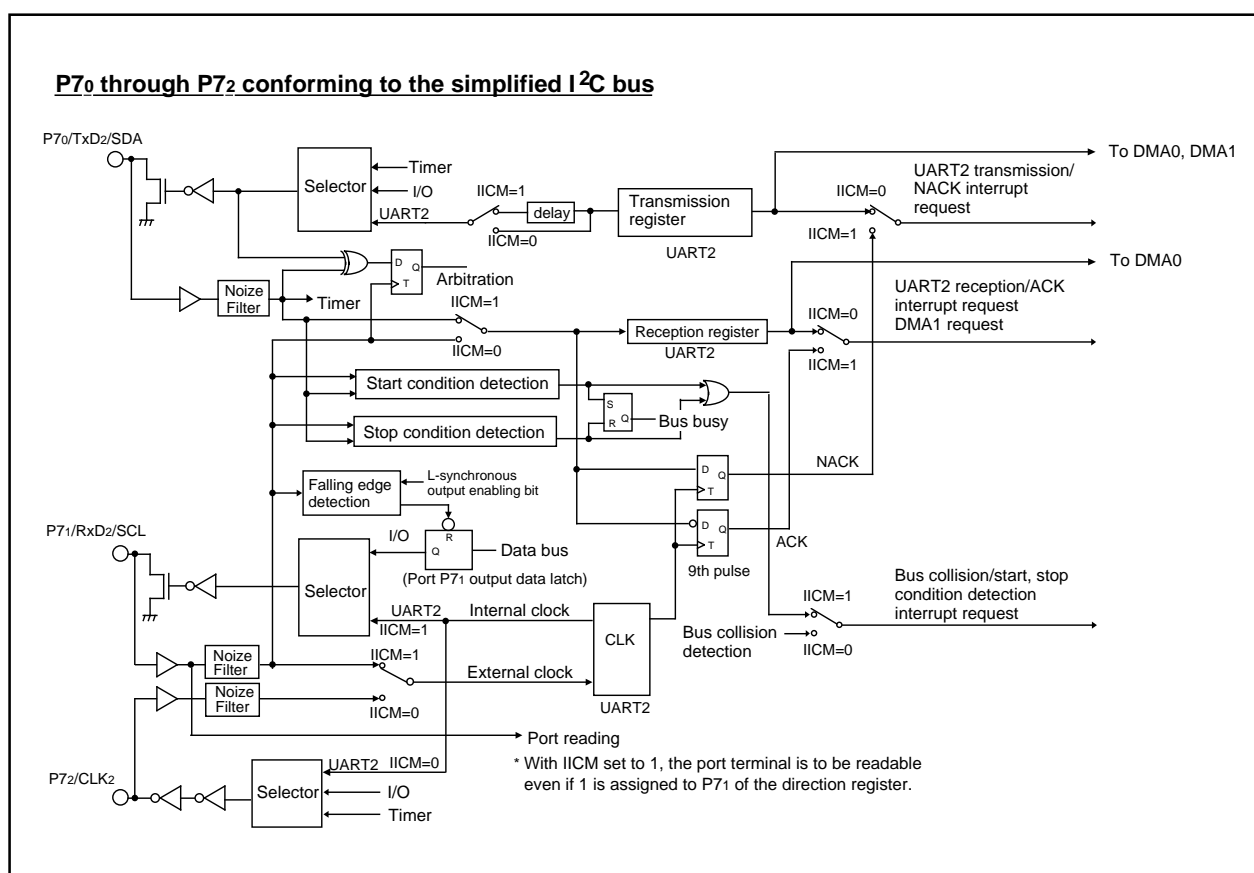 P70 through P72 conforming to the simplified I 2C bus
P70/TxD2/SDA
Selector
Timer
I/O
UART2
IICM=1
delay
IICM=0
Transmission
register
UART2
To DMA0, DMA1
IICM=0
UART2 transmission/
NACK interrupt
request
IICM=1
D
T
Q
Arbitration
Noize
Filter
Timer
To DMA0
IICM=1
IICM=0
Reception register
UART2
IICM=0
IICM=1
UART2 reception/ACK
interrupt request
DMA1 request
Start condition detection
Stop condition detection
S
R
Q
Bus busy
D
T
Q
NACK
Falling edge
detection
L-synchronous
output enabling bit
D
T
Q
ACK
9th pulse
P71/RxD2/SCL
Selector
I/O
R
Q
Data bus
(Port P71 output data latch)
UART2
IICM=1
Internal clock
CLK
UART2
Bus collision/start, stop
condition detection
interrupt request
IICM=1
Bus collision
detection
IICM=0
Noize
Filter
IICM=1
External clock
Noize
Filter
IICM=0
Port reading
* With IICM set to 1, the port terminal is to be readable
even if 1 is assigned to P71 of the direction register.
P72/CLK2
Selector
UART2
IICM=0
I/O
Timer